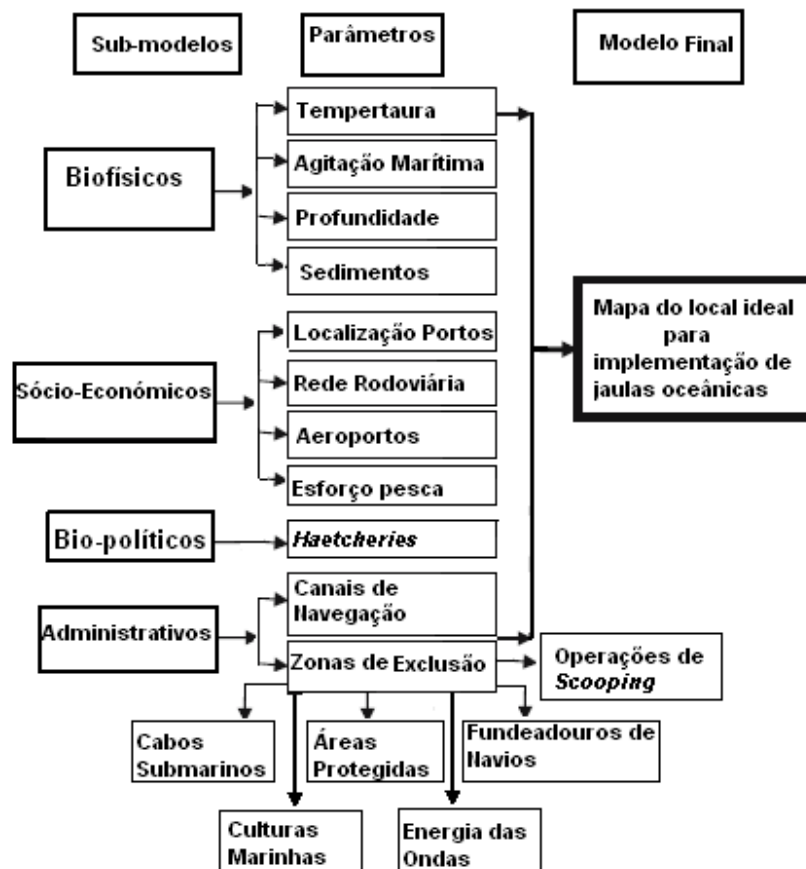 Sub-modelos
Parâmetros
Modelo Final
Tempertaura
Agitação Marítima
Biofísicos
Profundidade
Sedimentos
Localização Portos
Rede Rodoviária
Sócio-Económicos
Aeroportos
Esforço pesca
Mapa do local ideal
para
implementação de
jaulas oceânicas
Bio-políticos
Haetcheries
Canais de
Navegação
Administrativos
Zonas de Exclusão
Operações de
Scooping
Cabos
Submarinos
Áreas
Protegidas
Fundeadouros de
Navios
Culturas
Marinhas
Energia das
Ondas